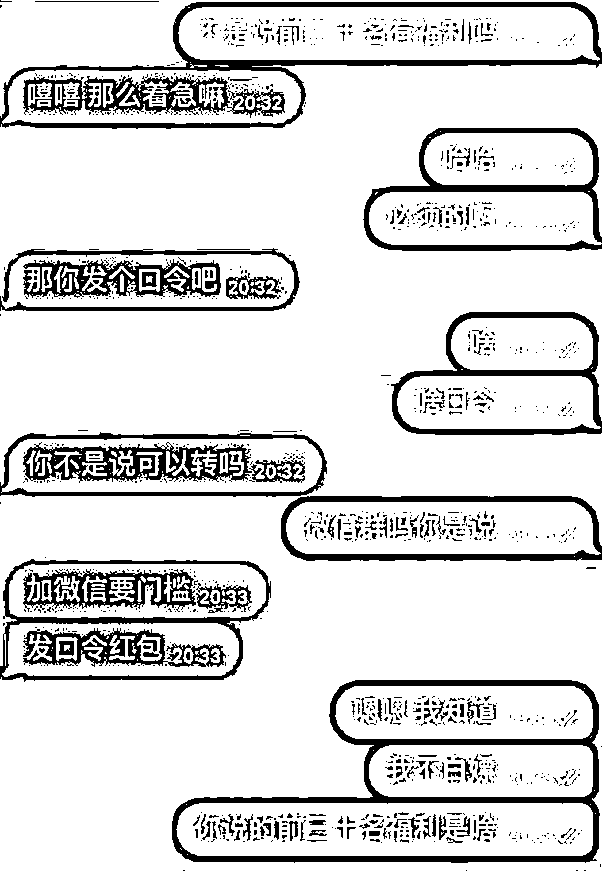 不是说前三十名有福利吗
嘻嘻 那么着急嘛 20:32
哈哈
必须的啊
那你发个口令吧 20:32
啥
啥口令
你不是说可以转吗 20:32
微信群吗你是说
加微信要门槛 20:33
发口令红包 20:33
嗯嗯 我知道
我不白嫖
你说的前三十名福利是啥